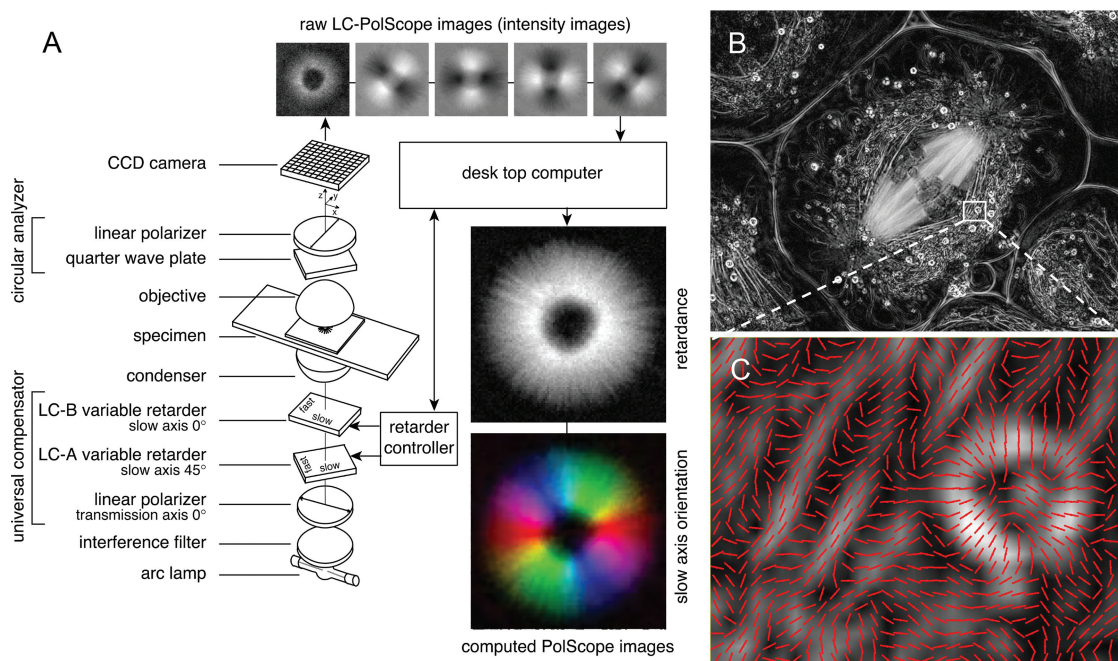 A
raw LC-PolScope images (intensity images)
CCD camera
z
y
x
circular analyzer
linear polarizer
quarter wave plate
objective
specimen
condenser
universal compensator
LC-B variable retarder
slow axis 0°
LC-A variable retarder
slow axis 45°
linear polarizer
transmission axis 0°
interference filter
arc lamp
fast
slow
fast
slow
retarder
controller
desk top computer
retardance
slow axis orientation
computed PolScope images
B
C